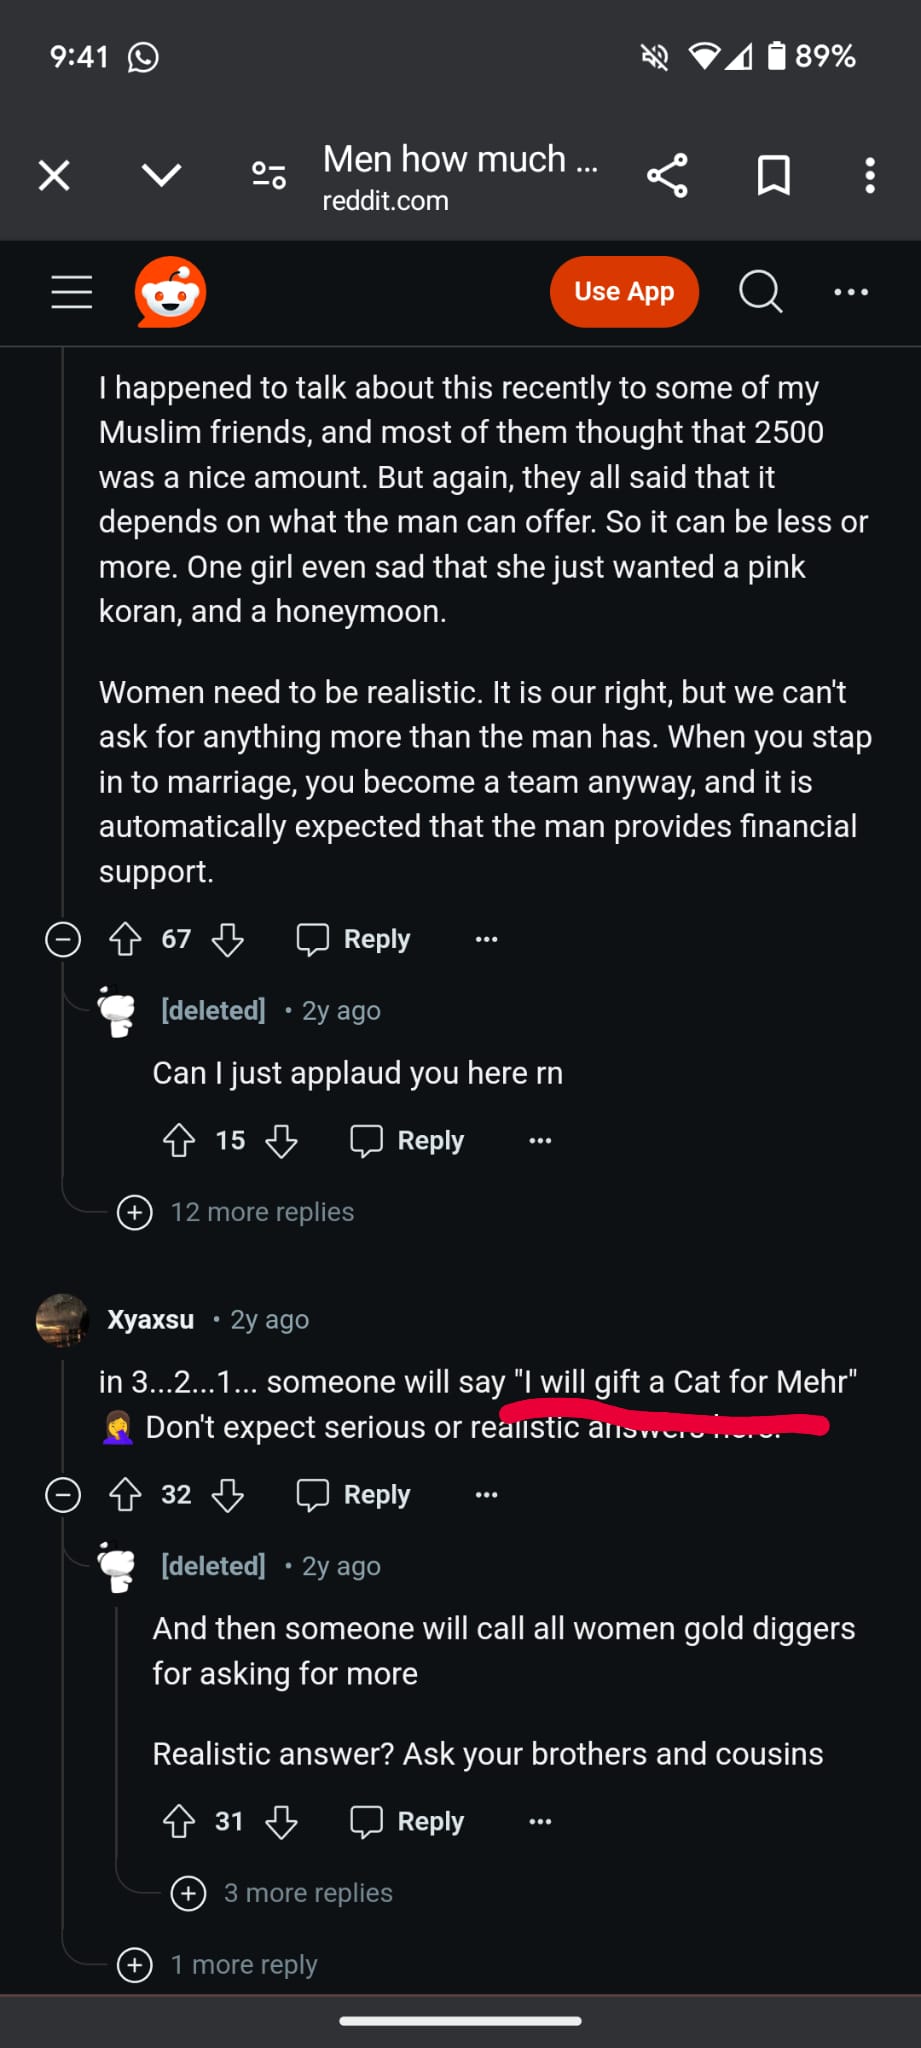 9:41
89%
Men how much ...
reddit.com
Use App
I happened to talk about this recently to some of my
Muslim friends, and most of them thought that 2500
was a nice amount. But again, they all said that it
depends on what the man can offer. So it can be less or
more. One girl even sad that she just wanted a pink
koran, and a honeymoon.
Women need to be realistic. It is our right, but we can't
ask for anything more than the man has. When you stap
in to marriage, you become a team anyway, and it is
automatically expected that the man provides financial
support.
67 Reply
[deleted] • 2y ago
Can I just applaud you here rn
15 Reply
12 more replies
Xyaxsu • 2y ago
in 3...2...1... someone will say "I will gift a Cat for Mehr"
🤦‍♀️ Don't expect serious or realistic answers here.
32 Reply
[deleted] • 2y ago
And then someone will call all women gold diggers
for asking for more
Realistic answer? Ask your brothers and cousins
31 Reply
3 more replies
1 more reply